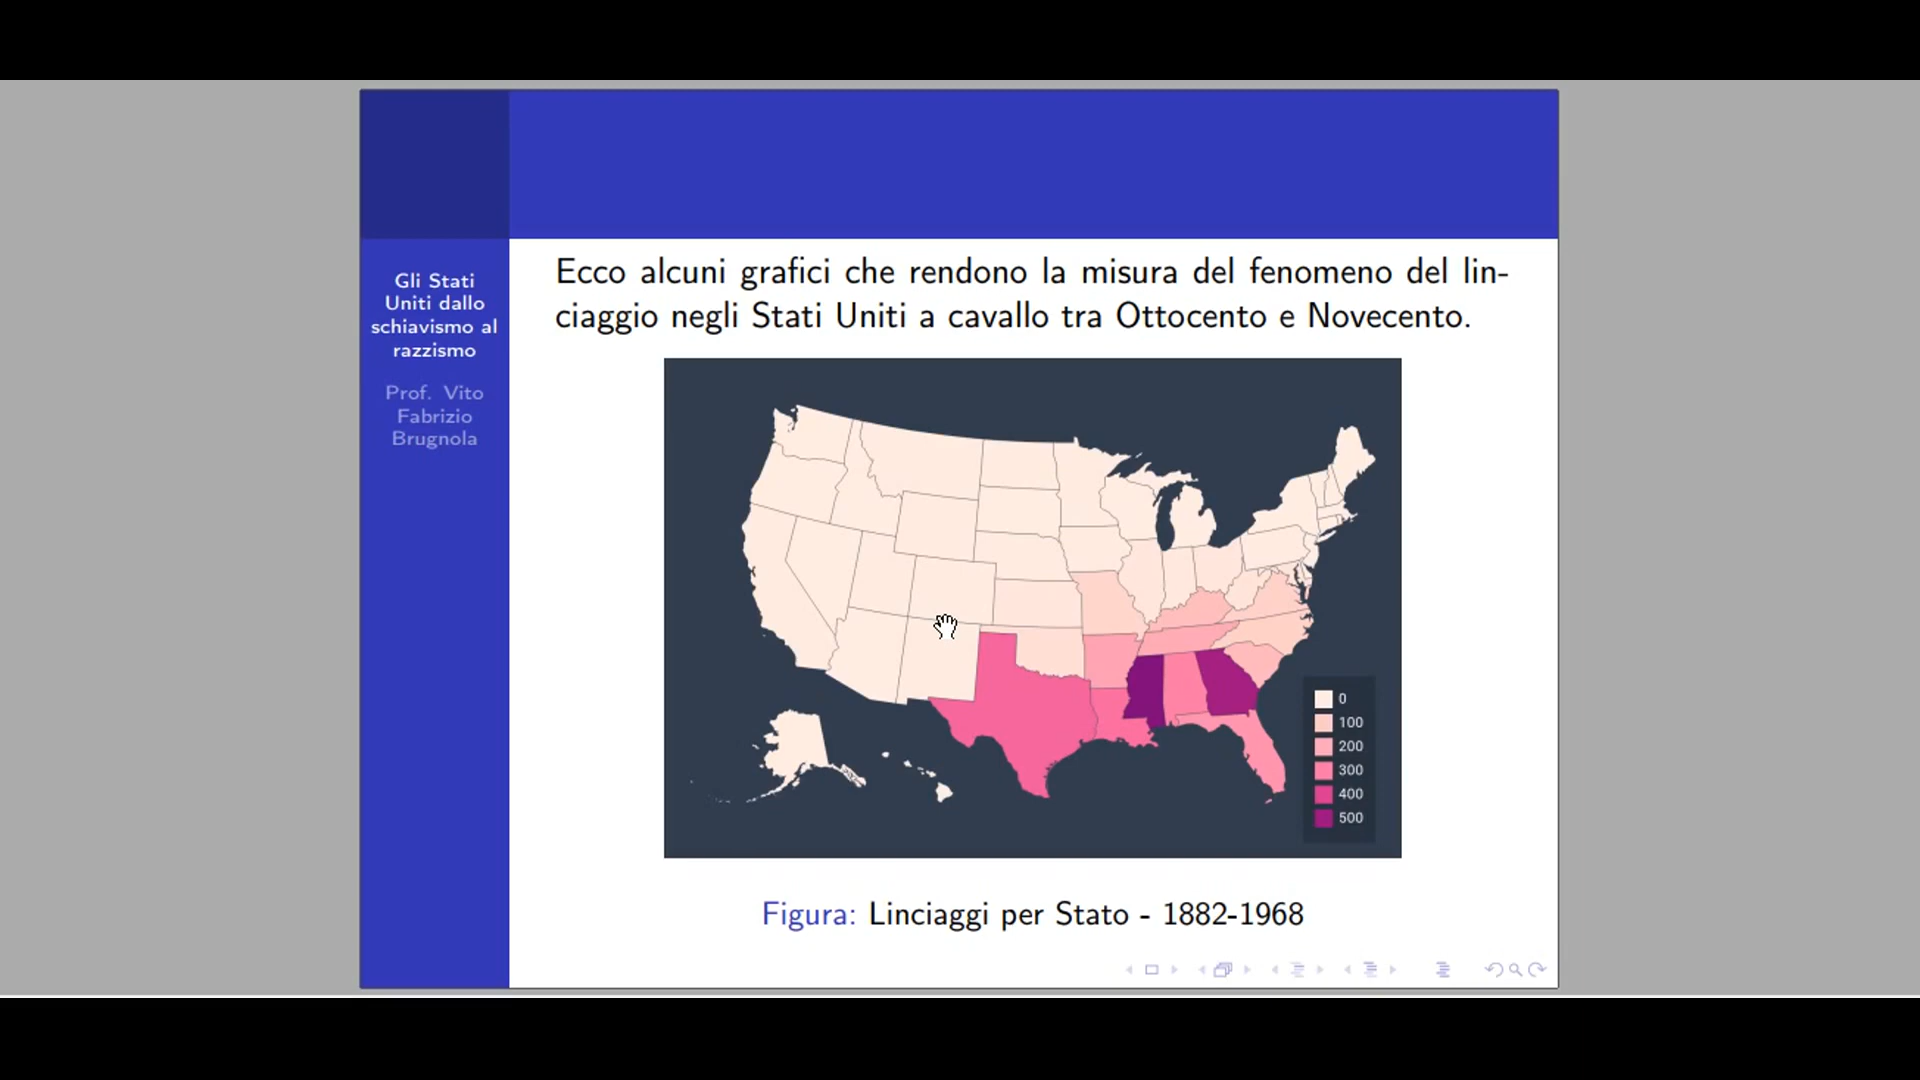 Gli Stati
Uniti dallo
schiavismo al
razzismo
Prof. Vito
Fabrizio
Brugnola
Ecco alcuni grafici che rendono la misura del fenomeno del lin-
ciaggio negli Stati Uniti a cavallo tra Ottocento e Novecento.
0
100
200
300
400
500
Figura: Linciaggi per Stato - 1882-1968